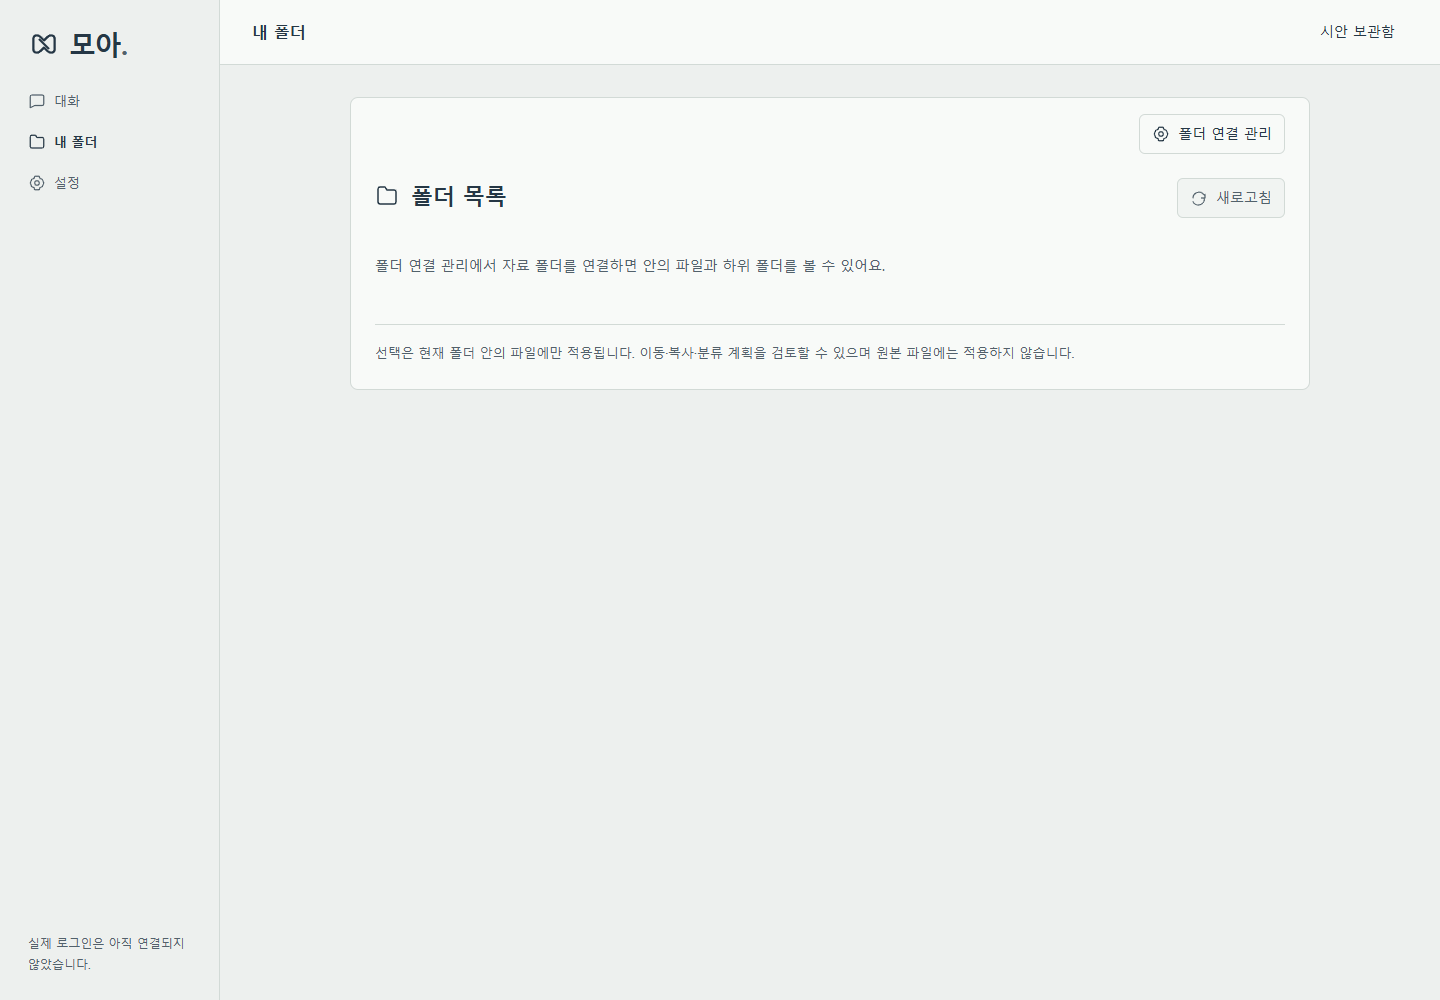 모아.
대화
내 폴더
설정
실제 로그인은 아직 연결되지
않았습니다.
내 폴더
시안 보관함
폴더 연결 관리
폴더 목록
새로고침
폴더 연결 관리에서 자료 폴더를 연결하면 안의 파일과 하위 폴더를 볼 수 있어요.
선택은 현재 폴더 안의 파일에만 적용됩니다. 이동·복사·분류 계획을 검토할 수 있으며 원본 파일에는 적용하지 않습니다.